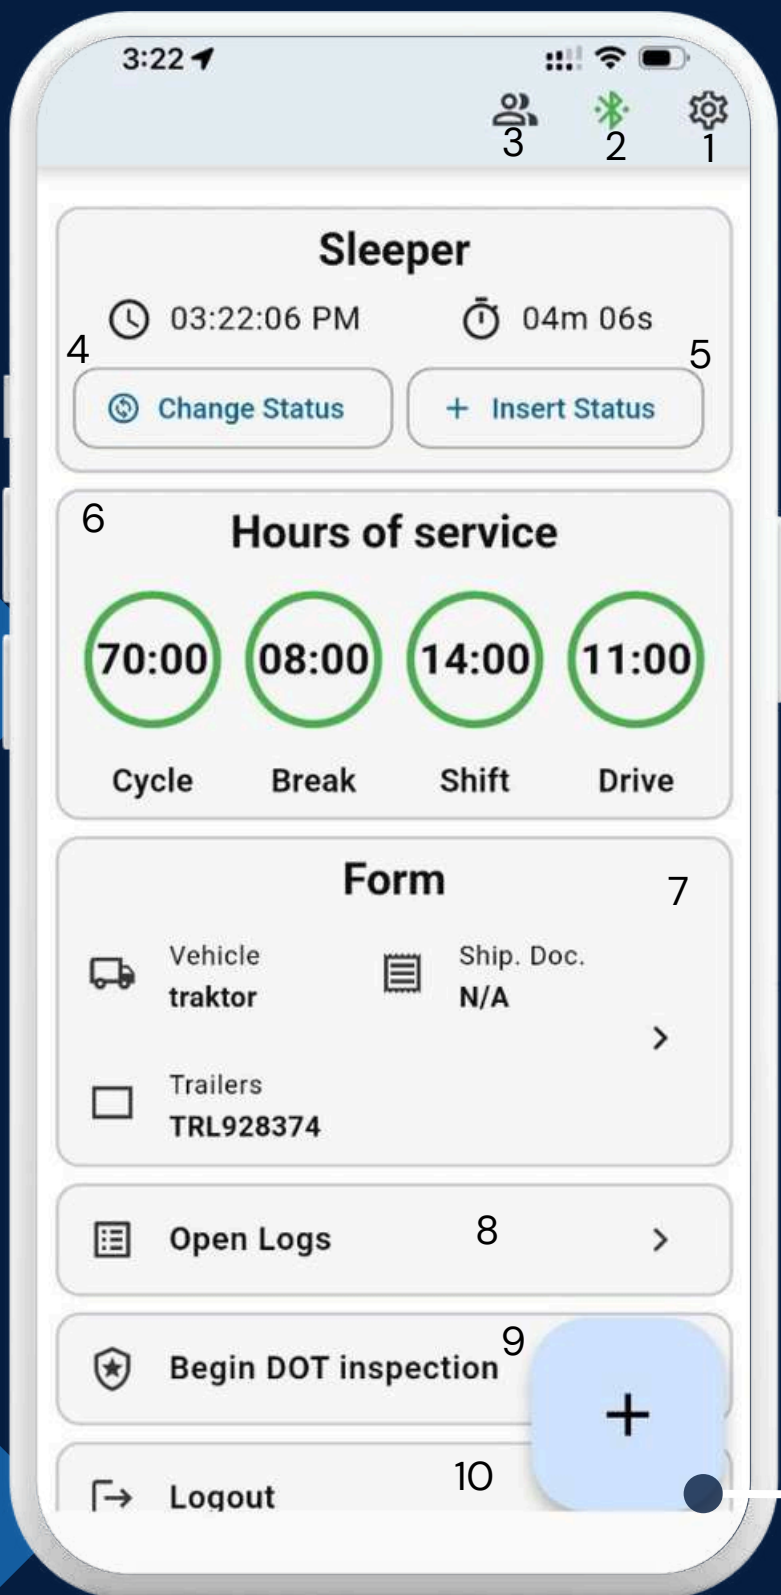 3:22
3 2 1
Sleeper
03:22:06 PM 04m 06s
4 5
Change Status + Insert Status
6
Hours of service
70:00 08:00 14:00 11:00
Cycle Break Shift Drive
Form
7
Vehicle Ship. Doc.
traktor N/A
Trailers
TRL928374
Open Logs 8
9
Begin DOT inspection
+
10
Logout